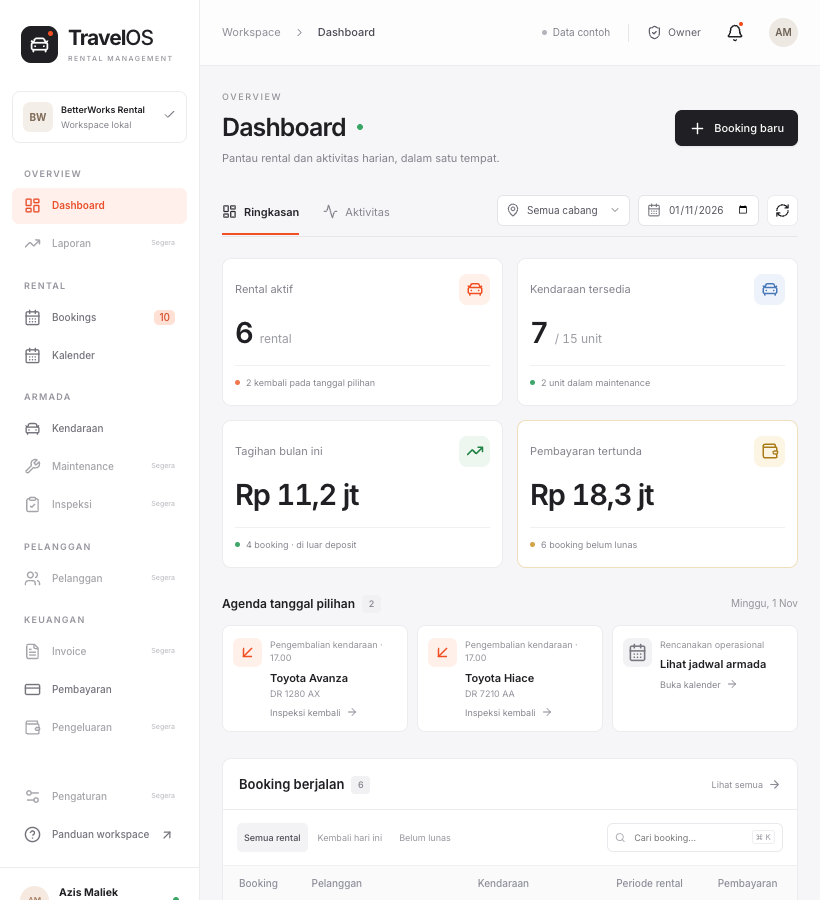 TravelOS
RENTAL MANAGEMENT
BW
BetterWorks Rental
Workspace lokal
OVERVIEW
Dashboard
Laporan Segera
RENTAL
Bookings 10
Kalender
ARMADA
Kendaraan
Maintenance Segera
Inspeksi Segera
PELANGGAN
Pelanggan Segera
KEUANGAN
Invoice Segera
Pembayaran
Pengeluaran Segera
Pengaturan Segera
Panduan workspace
AM
Azis Maliek
Workspace Dashboard
Data contoh
Owner
AM
OVERVIEW
Dashboard
Pantau rental dan aktivitas harian, dalam satu tempat.
Booking baru
Ringkasan
Aktivitas
Semua cabang
01/11/2026
Rental aktif
6 rental
2 kembali pada tanggal pilihan
Kendaraan tersedia
7 / 15 unit
2 unit dalam maintenance
Tagihan bulan ini
Rp 11,2 jt
4 booking · di luar deposit
Pembayaran tertunda
Rp 18,3 jt
6 booking belum lunas
Agenda tanggal pilihan 2
Minggu, 1 Nov
Pengembalian kendaraan ·
17.00
Toyota Avanza
DR 1280 AX
Inspeksi kembali
Pengembalian kendaraan ·
17.00
Toyota Hiace
DR 7210 AA
Inspeksi kembali
Rencanakan operasional
Lihat jadwal armada
Buka kalender
Booking berjalan 6
Lihat semua
Semua rental
Kembali hari ini
Belum lunas
Cari booking...
⌘ K
Booking Pelanggan Kendaraan Periode rental Pembayaran